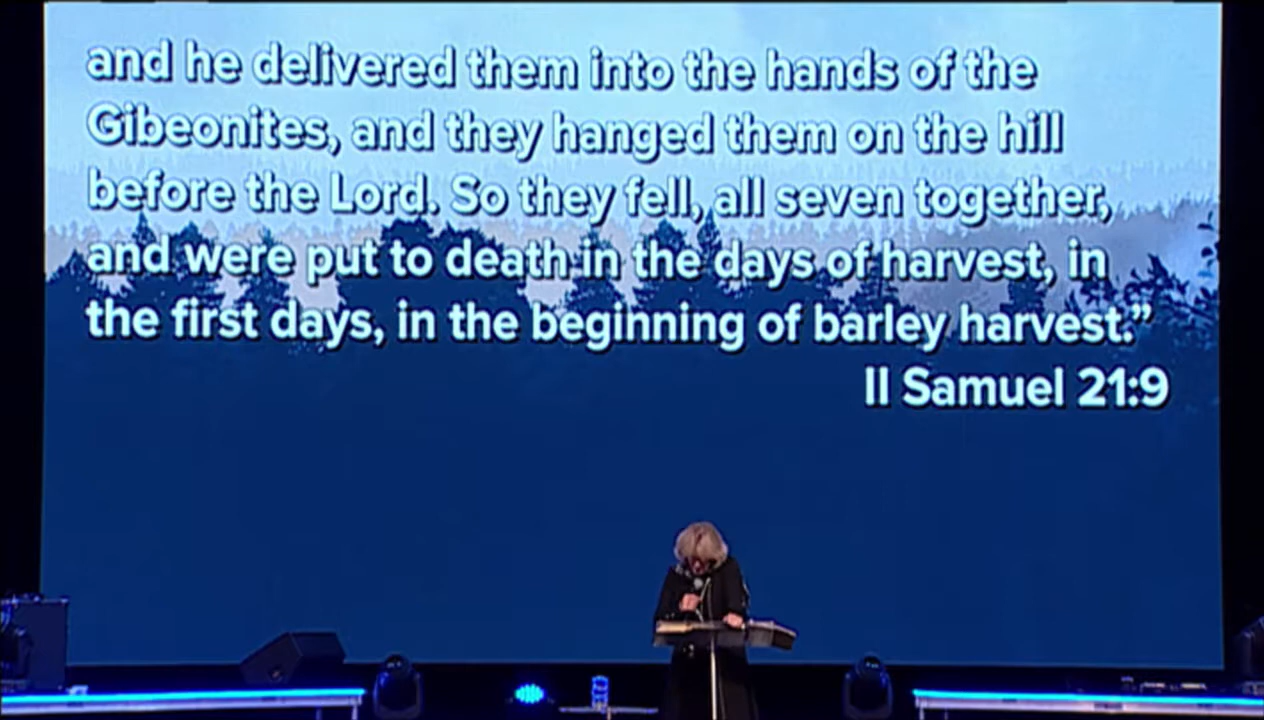 and he delivered them into the hands of the
Gibeonites, and they hanged them on the hill
before the Lord. So they fell, all seven together,
and were put to death in the days of harvest, in
the first days, in the beginning of barley harvest.”
II Samuel 21:9